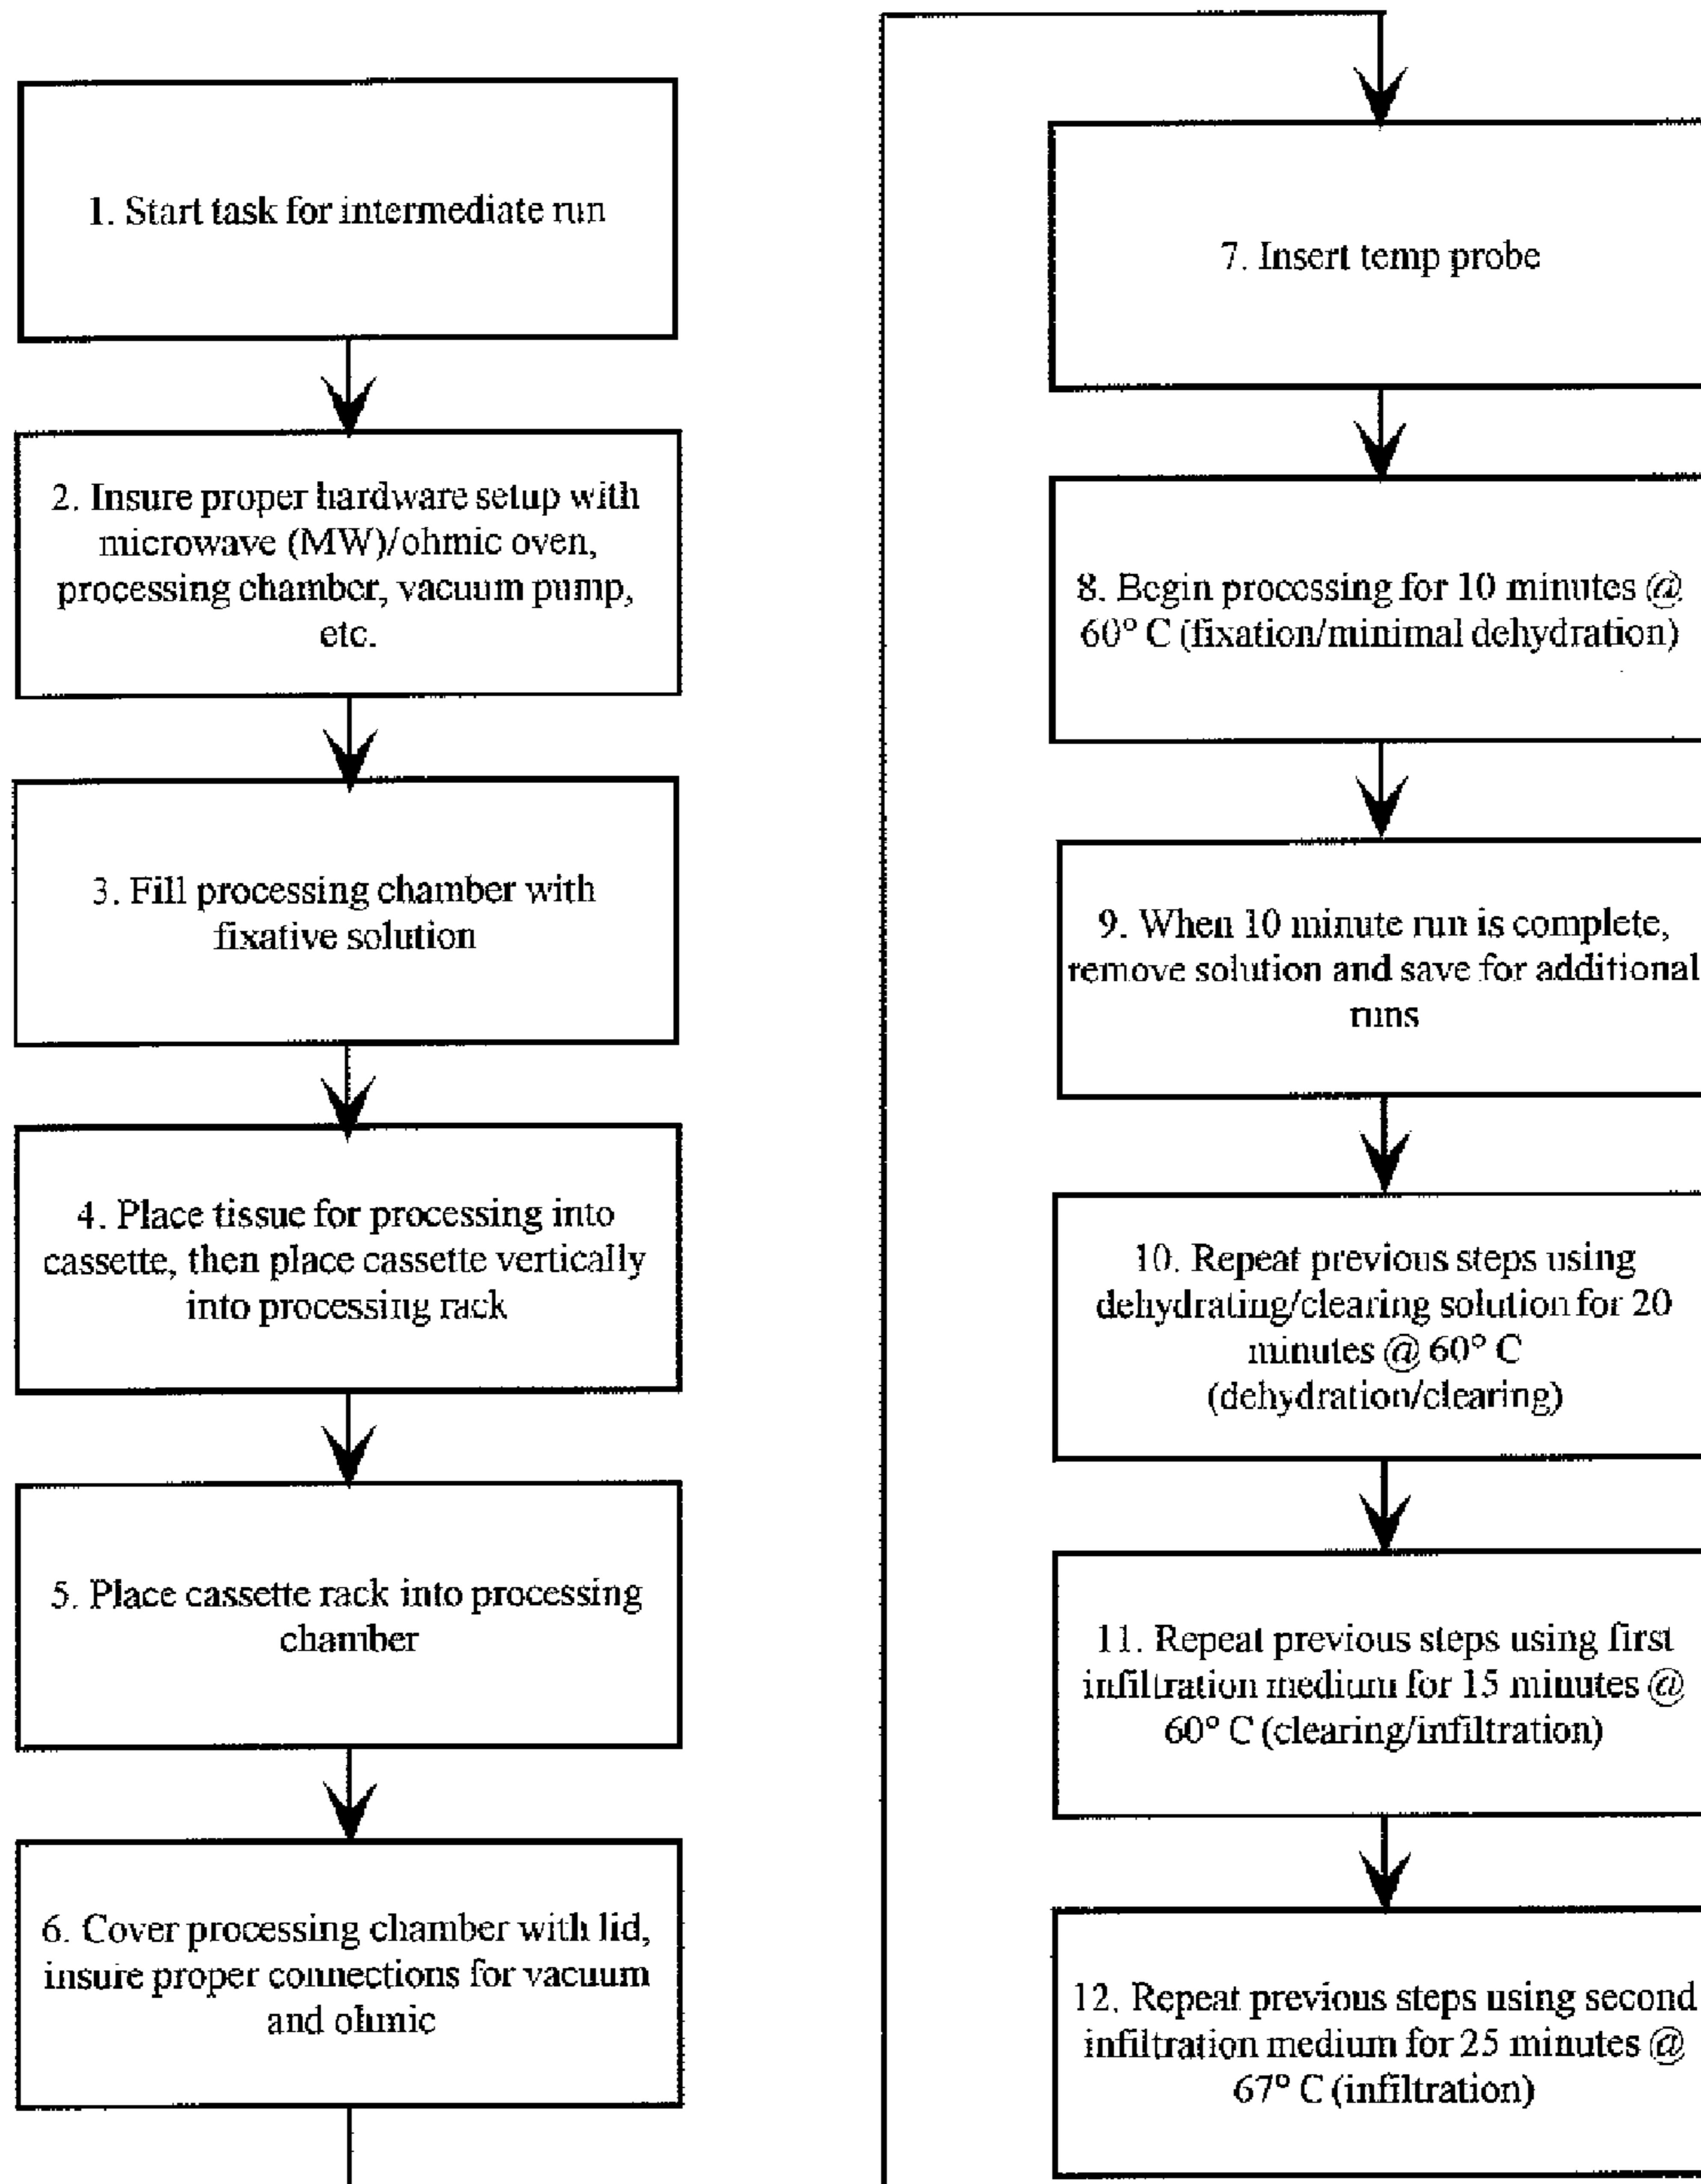 1. Start task for intermediate run
2. Insure proper hardware setup with
microwave (MW)/ohmic oven,
processing chamber, vacuum pump,
etc.
3. Fill processing chamber with
fixative solution
4. Place tissue for processing into
cassette, then place cassette vertically
into processing rack
5. Place cassette rack into processing
chamber
6. Cover processing chamber with lid,
insure proper connections for vacuum
and ohmic
7. Insert temp probe
8. Begin processing for 10 minutes @
60° C (fixation/minimal dehydration)
9. When 10 minute run is complete,
remove solution and save for additional
runs
10. Repeat previous steps using
dehydrating/clearing solution for 20
minutes @ 60° C
(dehydration/clearing)
11. Repeat previous steps using first
infiltration medium for 15 minutes @
60° C (clearing/infiltration)
12. Repeat previous steps using second
infiltration medium for 25 minutes @
67° C (infiltration)